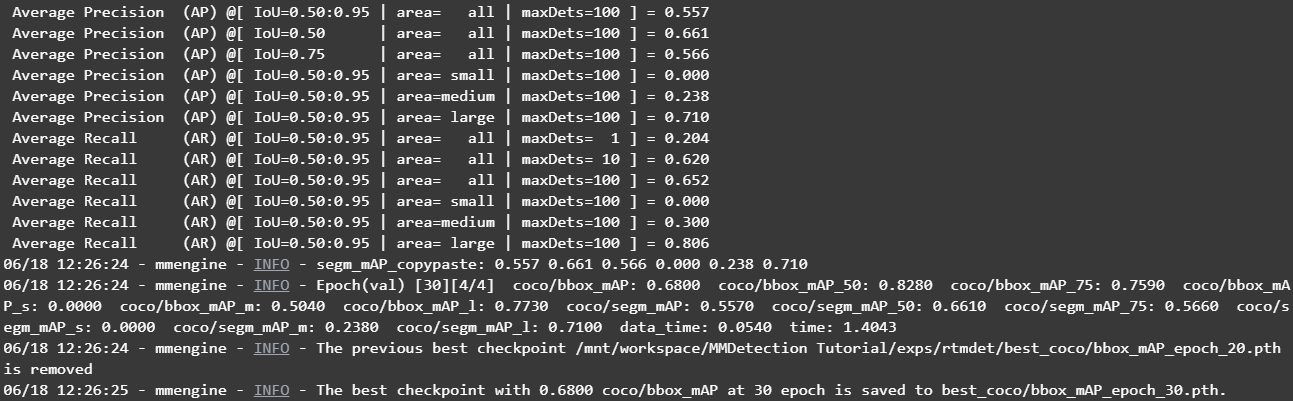 Average Precision  (AP) @[ IoU=0.50:0.95 | area=   all | maxDets=100 ] = 0.557
Average Precision  (AP) @[ IoU=0.50      | area=   all | maxDets=100 ] = 0.661
Average Precision  (AP) @[ IoU=0.75      | area=   all | maxDets=100 ] = 0.566
Average Precision  (AP) @[ IoU=0.50:0.95 | area= small | maxDets=100 ] = 0.000
Average Precision  (AP) @[ IoU=0.50:0.95 | area=medium | maxDets=100 ] = 0.238
Average Precision  (AP) @[ IoU=0.50:0.95 | area= large | maxDets=100 ] = 0.710
Average Recall     (AR) @[ IoU=0.50:0.95 | area=   all | maxDets=  1 ] = 0.204
Average Recall     (AR) @[ IoU=0.50:0.95 | area=   all | maxDets= 10 ] = 0.620
Average Recall     (AR) @[ IoU=0.50:0.95 | area=   all | maxDets=100 ] = 0.652
Average Recall     (AR) @[ IoU=0.50:0.95 | area= small | maxDets=100 ] = 0.000
Average Recall     (AR) @[ IoU=0.50:0.95 | area=medium | maxDets=100 ] = 0.300
Average Recall     (AR) @[ IoU=0.50:0.95 | area= large | maxDets=100 ] = 0.806
06/18 12:26:24 - mmengine - INFO - segm_mAP_copypaste: 0.557 0.661 0.566 0.000 0.238 0.710
06/18 12:26:24 - mmengine - INFO - Epoch(val) [30][4/4]  coco/bbox_mAP: 0.6800  coco/bbox_mAP_50: 0.8280  coco/bbox_mAP_75: 0.7590  coco/bbox_mA
P_s: 0.0000  coco/bbox_mAP_m: 0.5040  coco/bbox_mAP_l: 0.7730  coco/segm_mAP: 0.5570  coco/segm_mAP_50: 0.6610  coco/segm_mAP_75: 0.5660  coco/s
egm_mAP_s: 0.0000  coco/segm_mAP_m: 0.2380  coco/segm_mAP_l: 0.7100  data_time: 0.0540  time: 1.4043
06/18 12:26:24 - mmengine - INFO - The previous best checkpoint /mnt/workspace/MMDetection Tutorial/exps/rtmdet/best_coco/bbox_mAP_epoch_20.pth
is removed
06/18 12:26:25 - mmengine - INFO - The best checkpoint with 0.6800 coco/bbox_mAP at 30 epoch is saved to best_coco/bbox_mAP_epoch_30.pth.